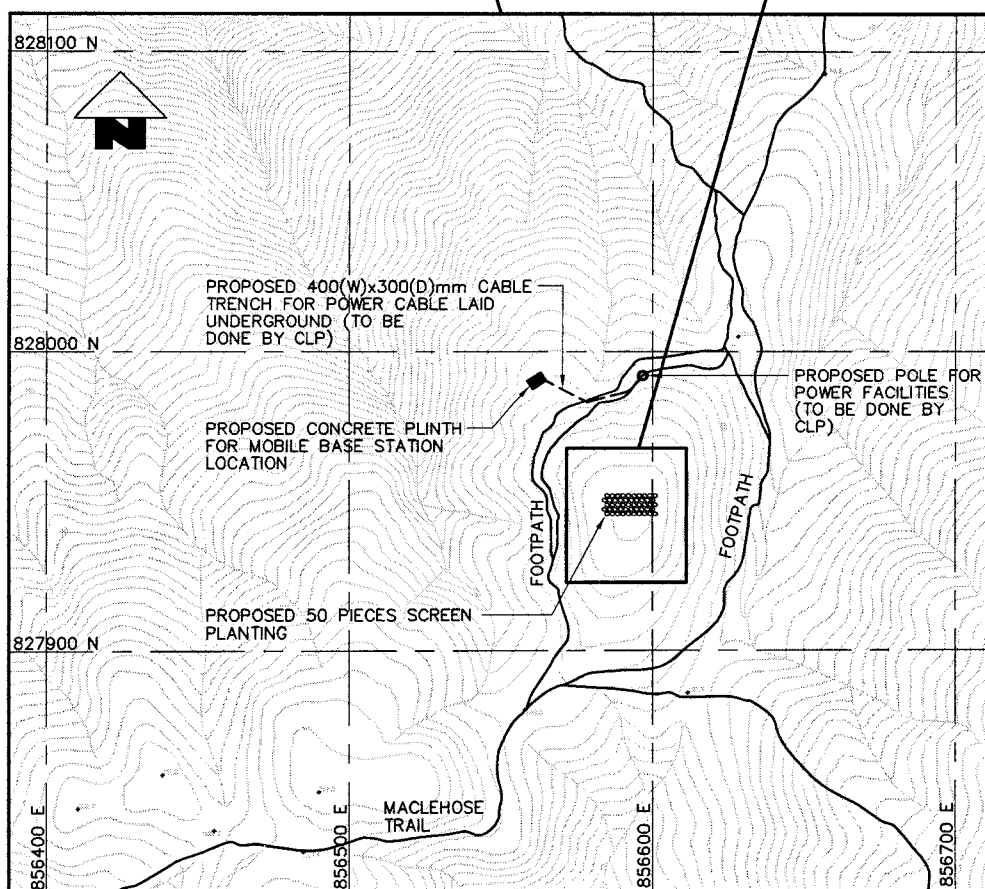 828100 N
N
PROPOSED 400(W)x300(D)mm CABLE
TRENCH FOR POWER CABLE LAID
UNDERGROUND (TO BE
DONE BY CLP)
828000 N
PROPOSED POLE FOR
POWER FACILITIES
(TO BE DONE BY
CLP)
PROPOSED CONCRETE PLINTH
FOR MOBILE BASE STATION
LOCATION
FOOTPATH
FOOTPATH
PROPOSED 50 PIECES SCREEN
PLANTING
827900 N
MACLEHOSE
TRAIL
856400 E
856500 E
856600 E
856700 E